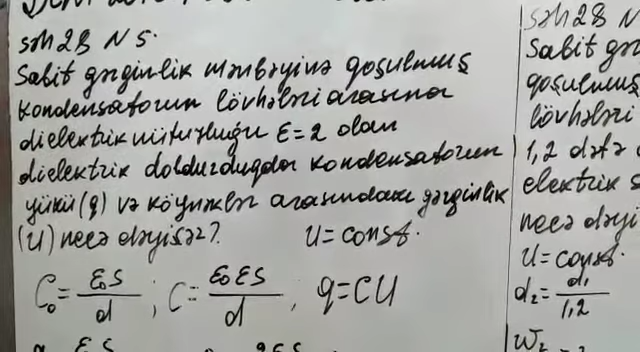 səh 28 N 5.
Sabit gərginlik mənbəyinə qoşulmuş
kondensatorun lövhələri arasına
dielektrik nüfuzluğu ε=2 olan
dielektrik doldurduqda kondensatorun
yükü (q) və köynəklər arasındakı gərginlik
(U) necə dəyişər? U=const.
C₀=ε₀S/d ; C=ε₀εS/d , q=CU
səh 28 N
Sabit
qoşulmuş
lövhələri
1,2 dəfə
elektrik s
necə dəyi
U=const.
d₂=d₁/1,2
W₂